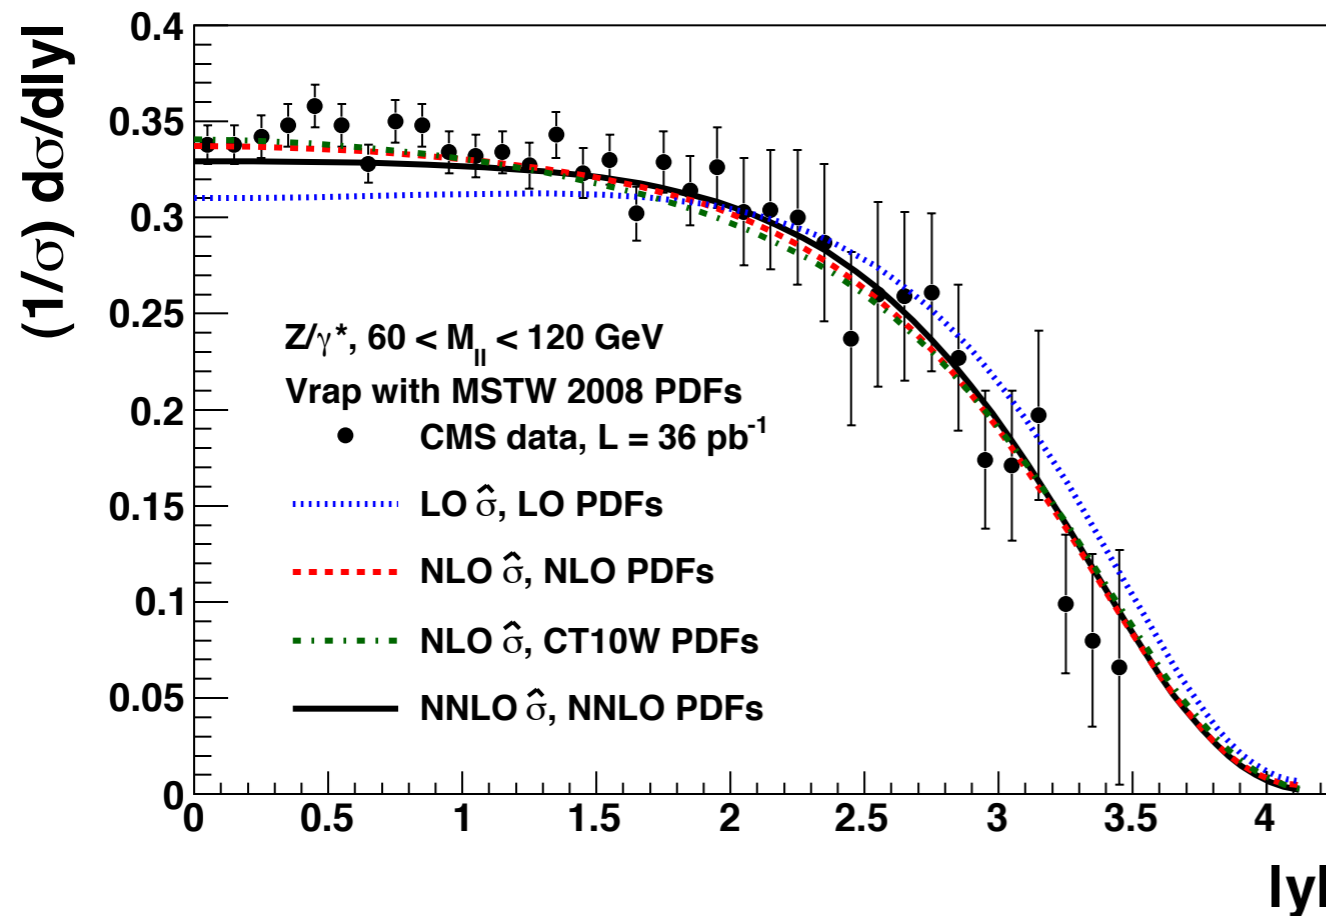 (1/σ) dσ/dlyl
0.4
0.35
0.3
0.25
0.2
0.15
0.1
0.05
0
Z/γ*, 60 < M_ll < 120 GeV
Vrap with MSTW 2008 PDFs
CMS data, L = 36 pb⁻¹
LO σ̂, LO PDFs
NLO σ̂, NLO PDFs
NLO σ̂, CT10W PDFs
NNLO σ̂, NNLO PDFs
0 0.5 1 1.5 2 2.5 3 3.5 4
lyl